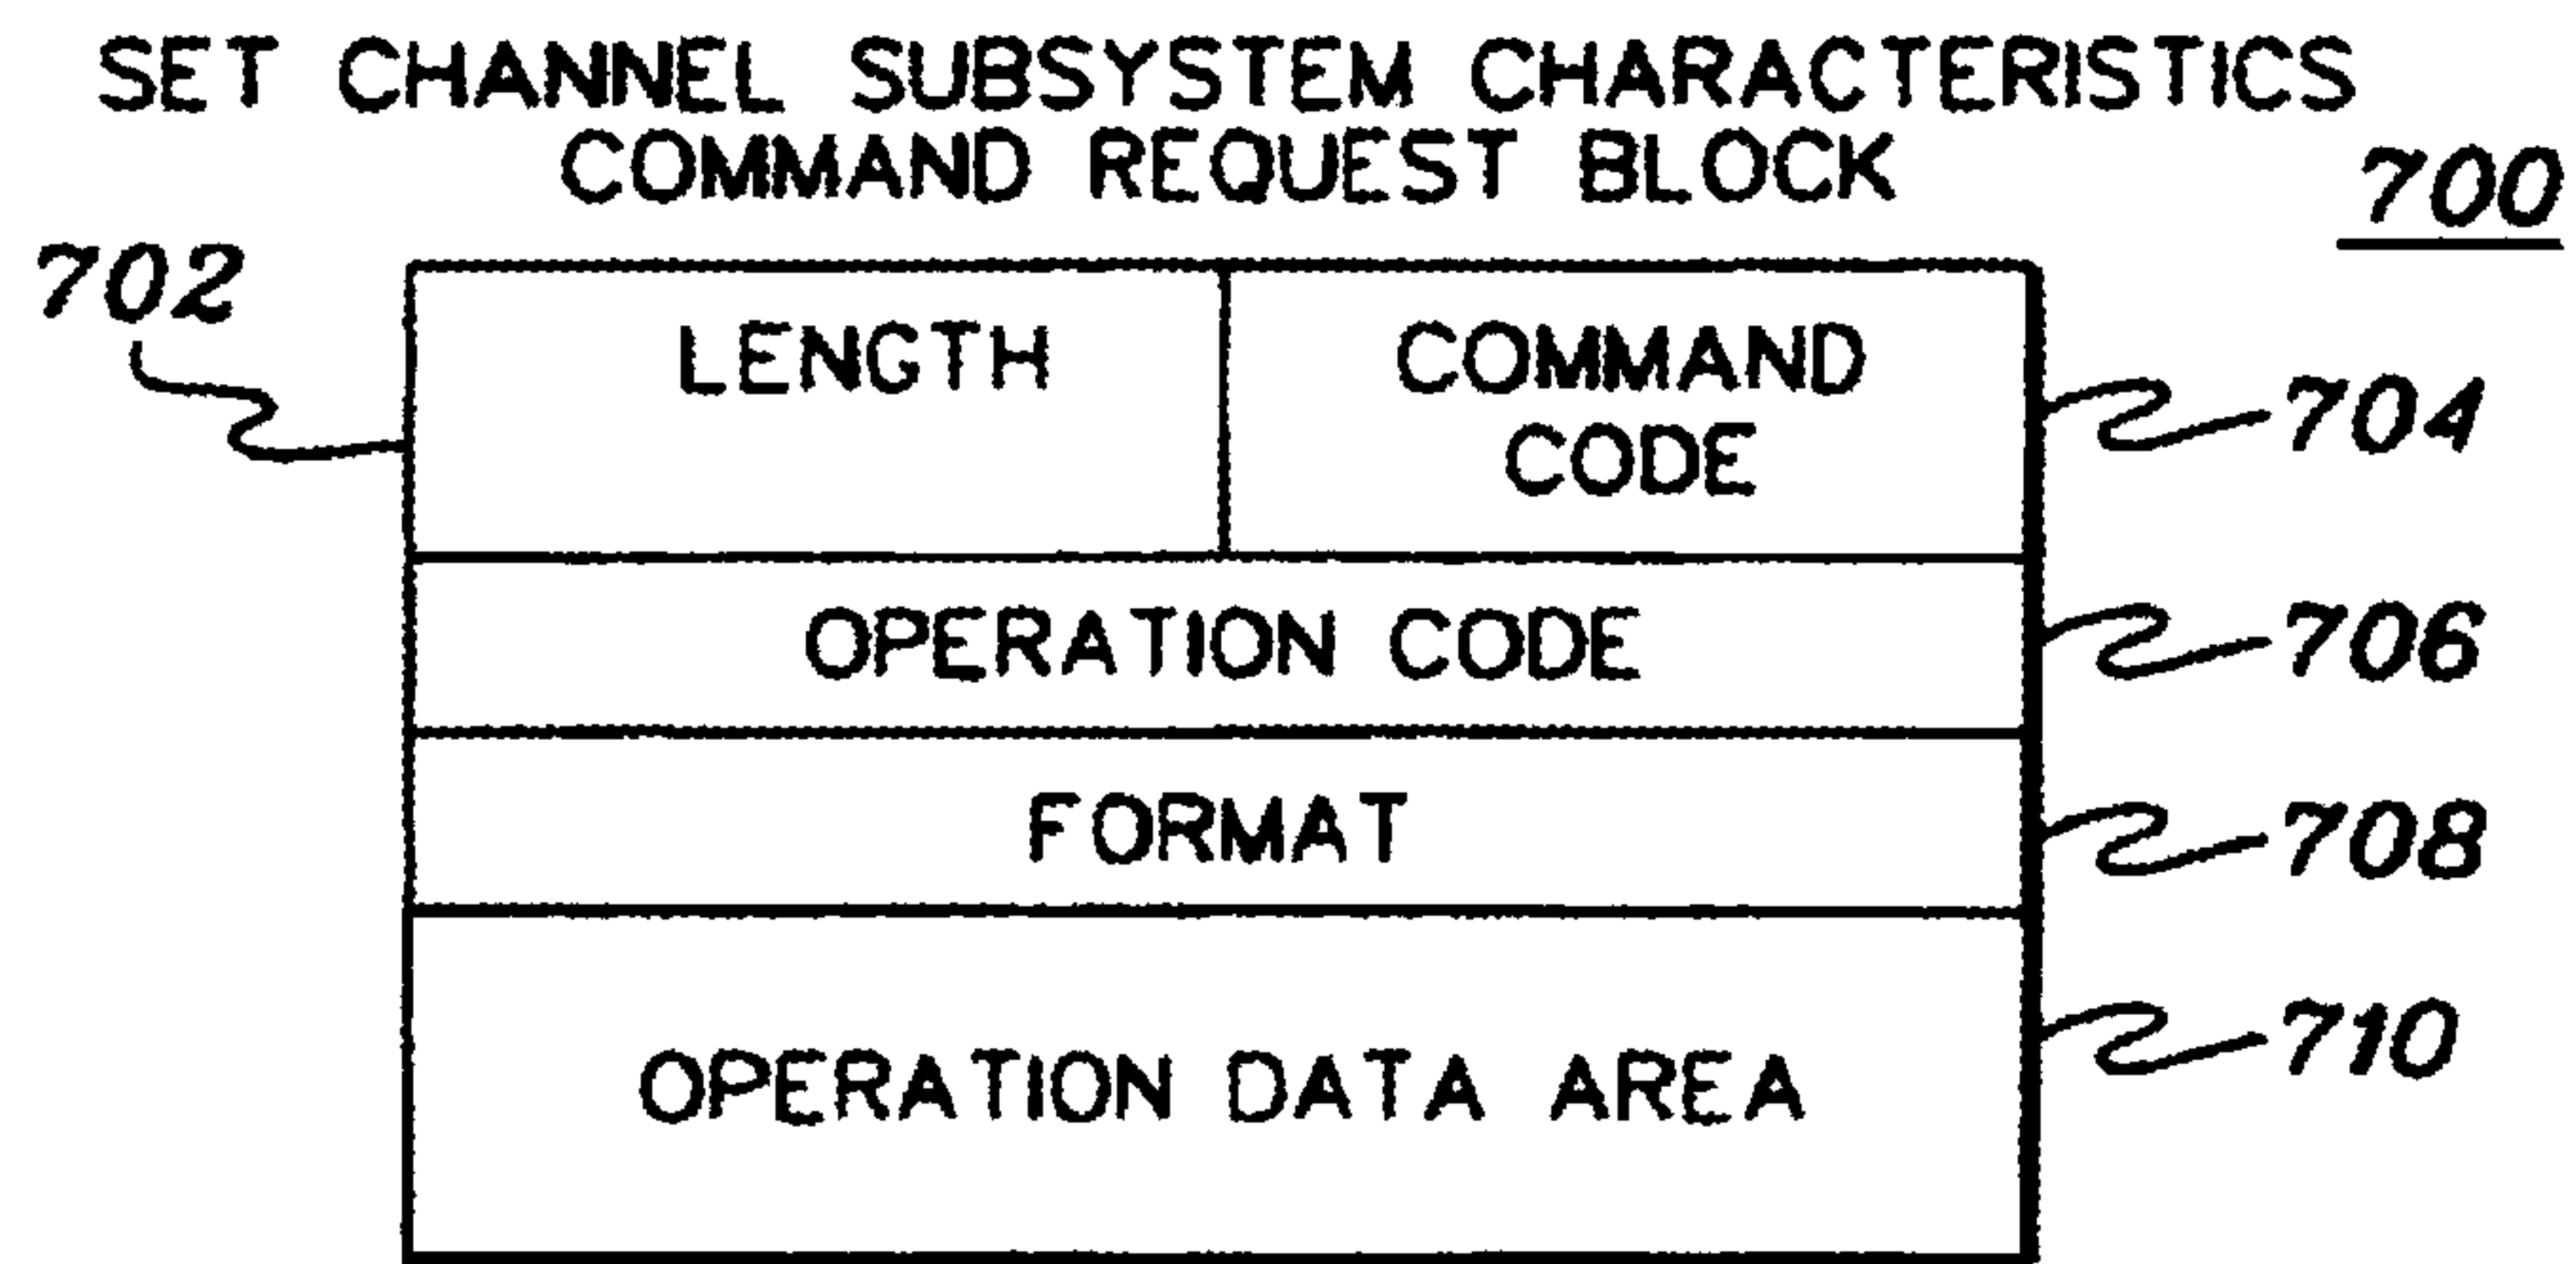 SET CHANNEL SUBSYSTEM CHARACTERISTICS
COMMAND REQUEST BLOCK
700
702
LENGTH
COMMAND
CODE
704
OPERATION CODE
706
FORMAT
708
OPERATION DATA AREA
710